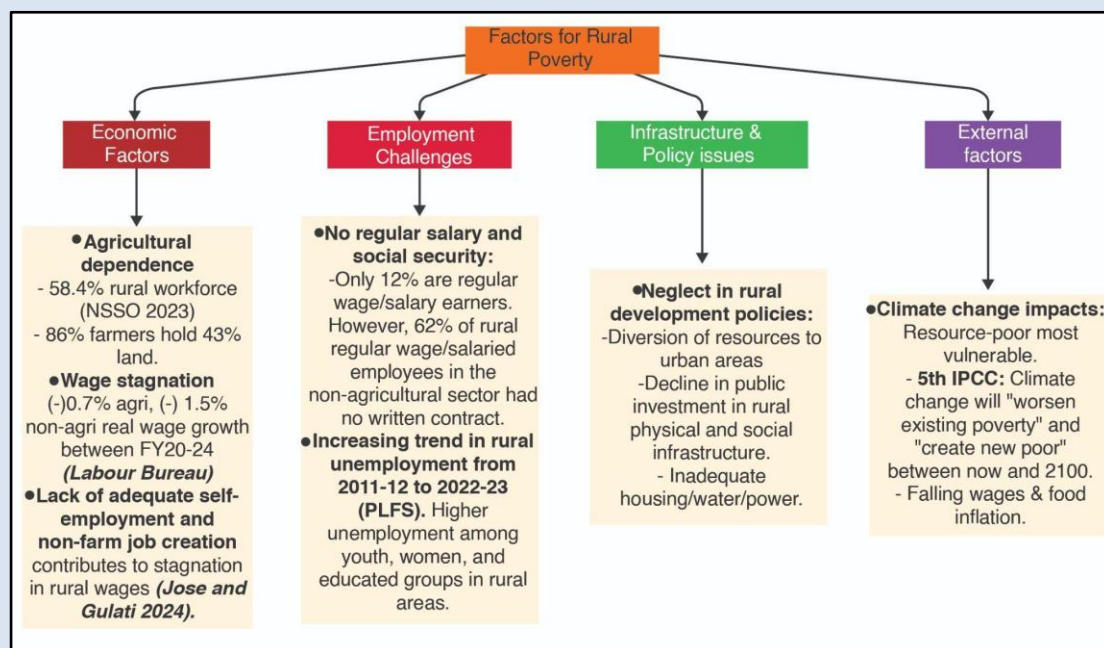 Factors for Rural
Poverty
Economic
Factors
●Agricultural
dependence
- 58.4% rural workforce
(NSSO 2023)
- 86% farmers hold 43%
land.
●Wage stagnation
(-)0.7% agri, (-) 1.5%
non-agri real wage growth
between FY20-24
(Labour Bureau)
●Lack of adequate self-
employment and
non-farm job creation
contributes to stagnation
in rural wages (Jose and
Gulati 2024).
Employment
Challenges
●No regular salary and
social security:
-Only 12% are regular
wage/salary earners.
However, 62% of rural
regular wage/salaried
employees in the
non-agricultural sector had
no written contract.
●Increasing trend in rural
unemployment from
2011-12 to 2022-23
(PLFS). Higher
unemployment among
youth, women, and
educated groups in rural
areas.
Infrastructure &
Policy issues
●Neglect in rural
development policies:
-Diversion of resources to
urban areas
-Decline in public
investment in rural
physical and social
infrastructure.
- Inadequate
housing/water/power.
External
factors
●Climate change impacts:
Resource-poor most
vulnerable.
- 5th IPCC: Climate
change will "worsen
existing poverty" and
"create new poor"
between now and 2100.
- Falling wages & food
inflation.